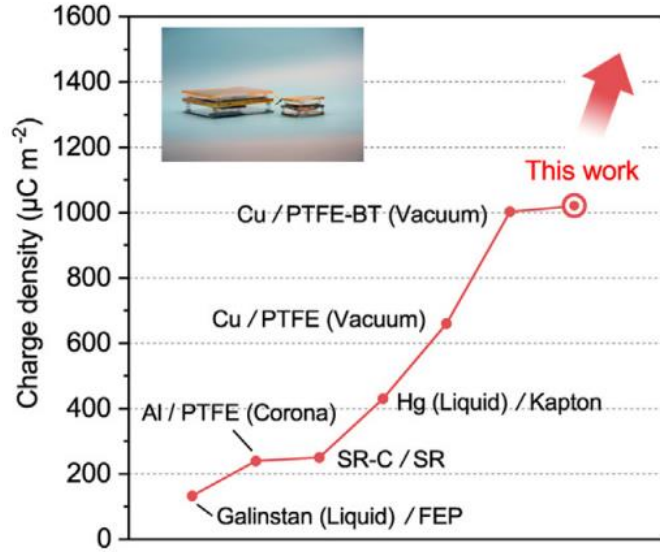 Charge density (μC m⁻²)
1600
1400
1200
1000
800
600
400
200
0
This work
Cu / PTFE-BT (Vacuum)
Cu / PTFE (Vacuum)
Hg (Liquid) / Kapton
Al / PTFE (Corona)
SR-C / SR
Galinstan (Liquid) / FEP